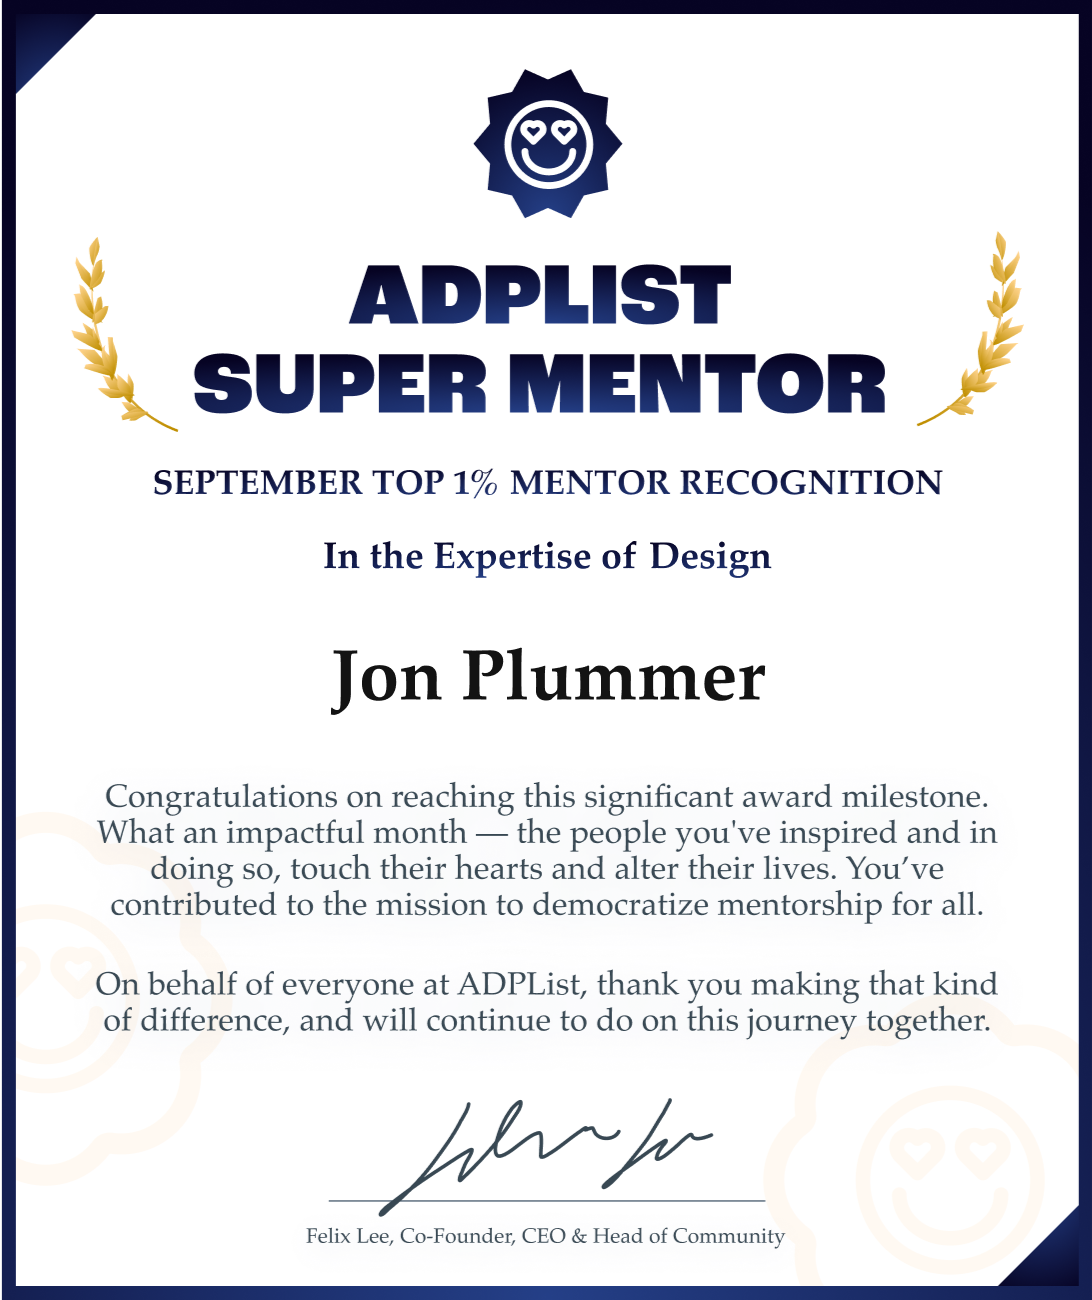 ADPLIST
SUPER MENTOR
SEPTEMBER TOP 1% MENTOR RECOGNITION
In the Expertise of Design
Jon Plummer
Congratulations on reaching this significant award milestone.
What an impactful month — the people you've inspired and in
doing so, touch their hearts and alter their lives. You’ve
contributed to the mission to democratize mentorship for all.
On behalf of everyone at ADPList, thank you making that kind
of difference, and will continue to do on this journey together.
Felix Lee, Co-Founder, CEO & Head of Community